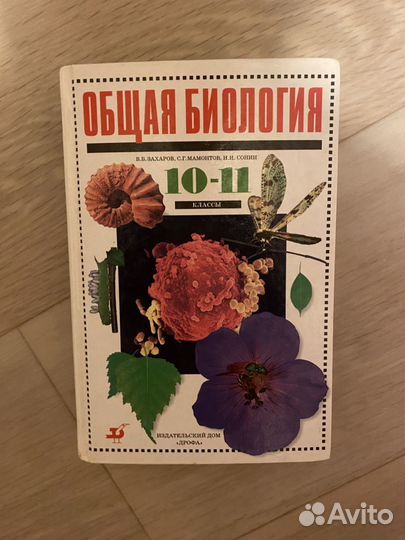 ОБЩАЯ БИОЛОГИЯ
В.Б. ЗАХАРОВ, С.Г. МАМОНТОВ, Н.И. СОНИН
10-11
КЛАССЫ
ИЗДАТЕЛЬСКИЙ ДОМ
«ДРОФА»
Avito